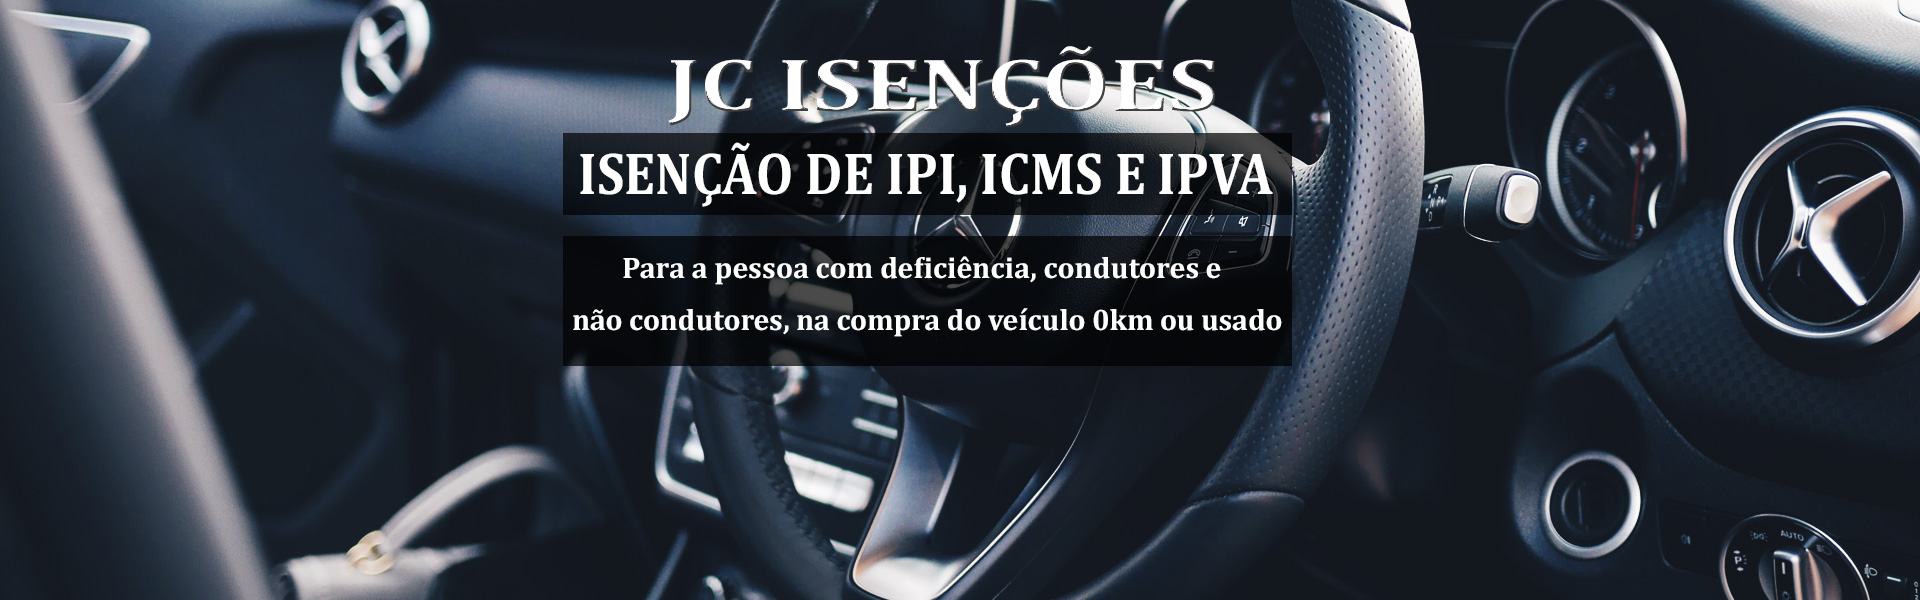 JC ISENÇÕES
ISENÇÃO DE IPI, ICMS E IPVA
Para a pessoa com deficiência, condutores e
não condutores, na compra do veículo 0km ou usado
AUTO